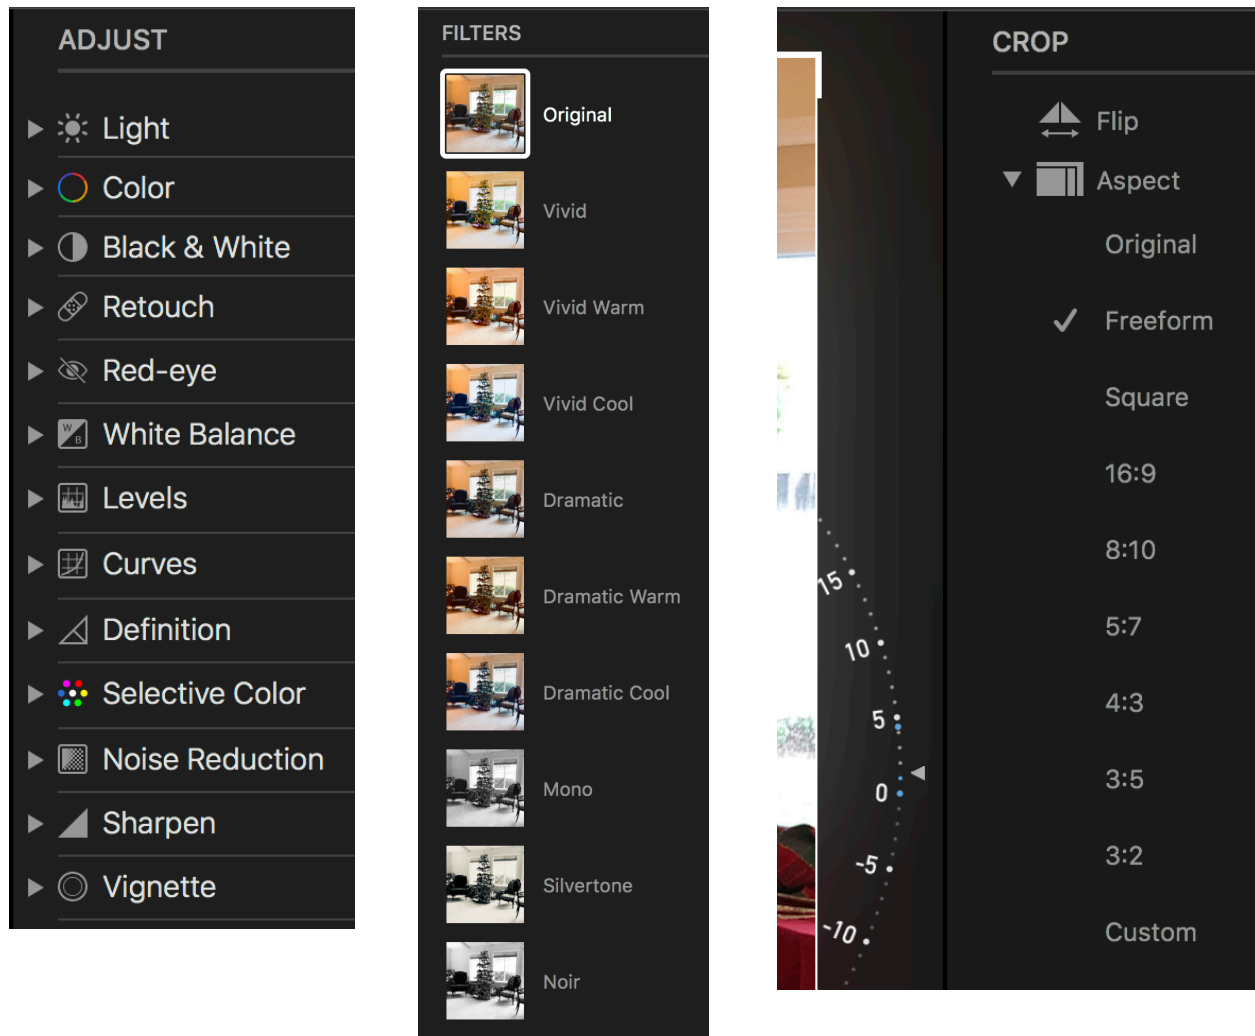 ADJUST
Light
Color
Black & White
Retouch
Red-eye
White Balance
W
B
Levels
Curves
Definition
Selective Color
Noise Reduction
Sharpen
Vignette
FILTERS
Original
Vivid
Vivid Warm
Vivid Cool
Dramatic
Dramatic Warm
Dramatic Cool
Mono
Silvertone
Noir
15
10
5
0
-5
-10
CROP
Flip
Aspect
Original
Freeform
Square
16:9
8:10
5:7
4:3
3:5
3:2
Custom